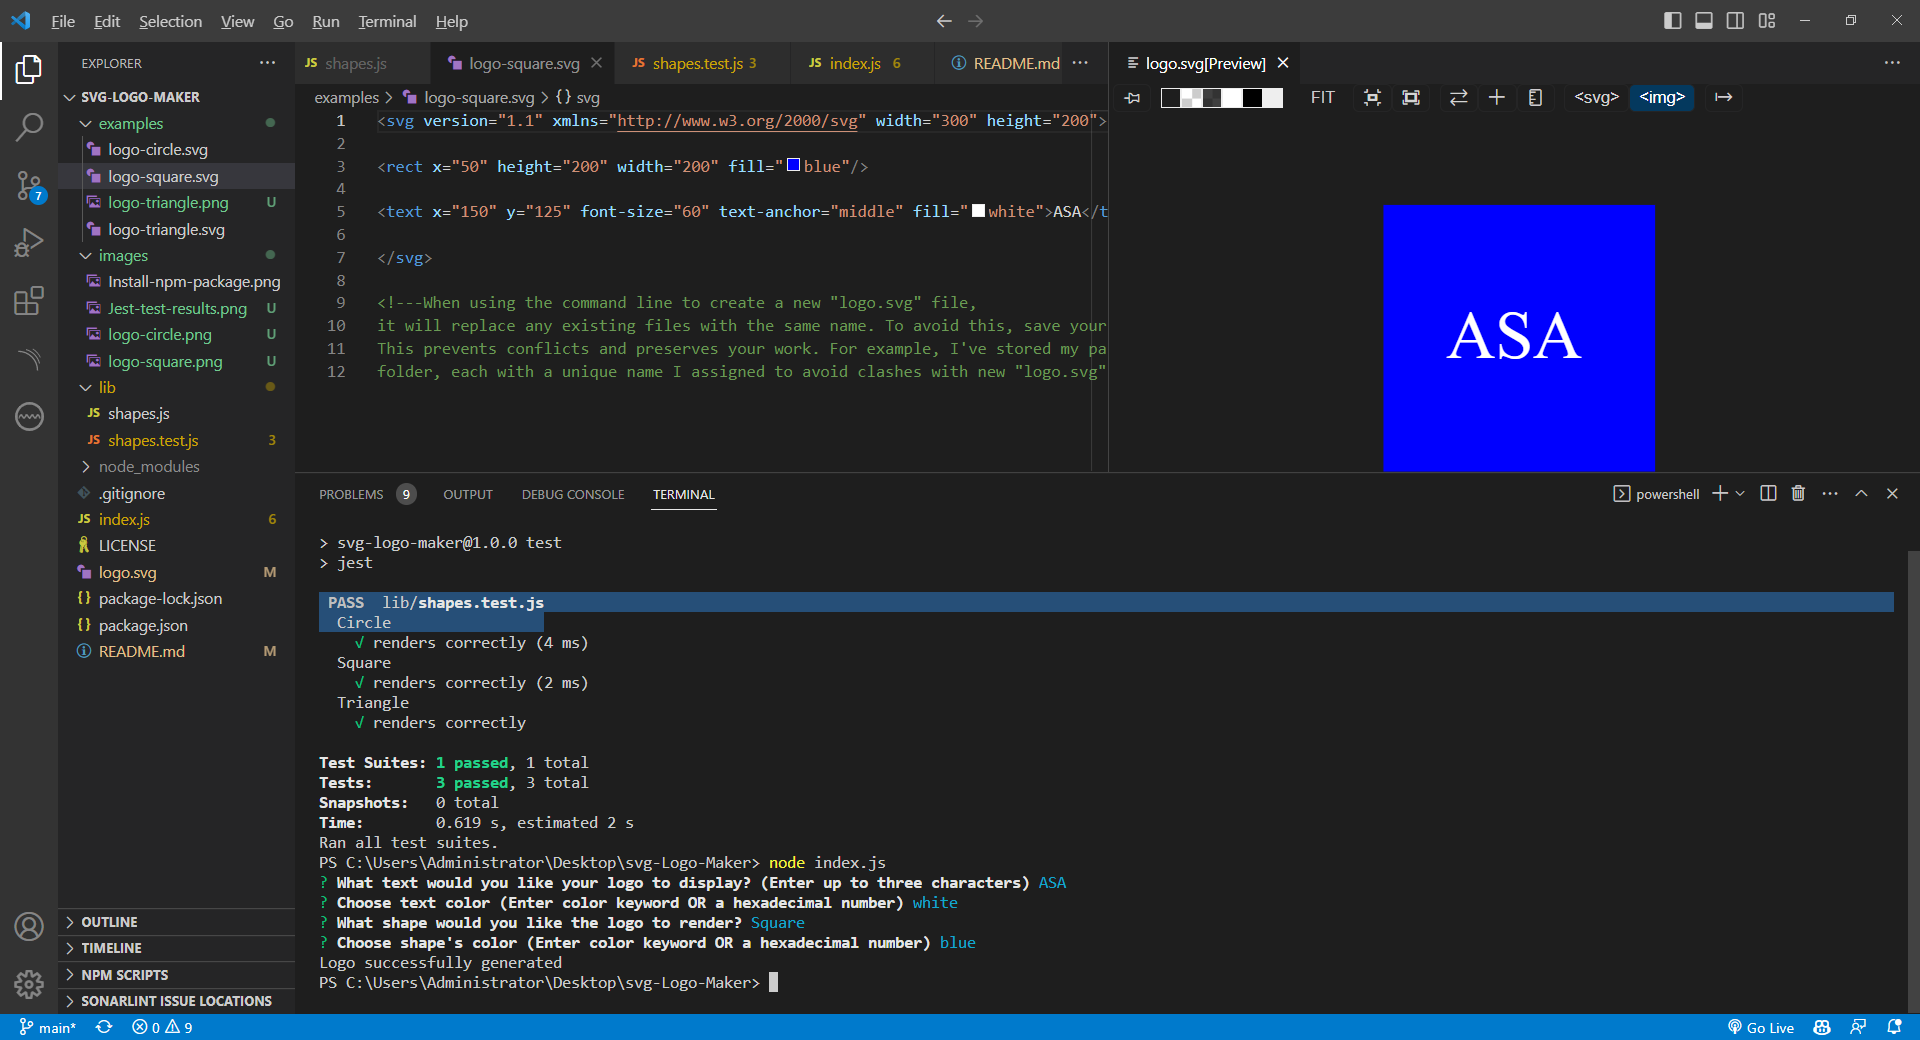 File Edit Selection View Go Run Terminal Help
EXPLORER
SVG-LOGO-MAKER
examples
logo-circle.svg
logo-square.svg
logo-triangle.png U
logo-triangle.svg
images
Install-npm-package.png
Jest-test-results.png U
logo-circle.png U
logo-square.png U
lib
JS shapes.js
JS shapes.test.js 3
node_modules
.gitignore
JS index.js 6
LICENSE
logo.svg M
{} package-lock.json
{} package.json
README.md M
OUTLINE
TIMELINE
NPM SCRIPTS
SONARLINT ISSUE LOCATIONS
7
JS shapes.js logo-square.svg JS shapes.test.js 3 JS index.js 6 README.md
examples > logo-square.svg > {} svg
1 <svg version="1.1" xmlns="http://www.w3.org/2000/svg" width="300" height="200">
2
3 <rect x="50" height="200" width="200" fill="blue"/>
4
5 <text x="150" y="125" font-size="60" text-anchor="middle" fill="white">ASA</t
6
7 </svg>
8
9 <!---When using the command line to create a new "logo.svg" file,
10 it will replace any existing files with the same name. To avoid this, save your
11 This prevents conflicts and preserves your work. For example, I've stored my pa
12 folder, each with a unique name I assigned to avoid clashes with new "logo.svg"
logo.svg[Preview]
FIT <svg> <img>
ASA
PROBLEMS 9 OUTPUT DEBUG CONSOLE TERMINAL
powershell
> svg-logo-maker@1.0.0 test
> jest
PASS lib/shapes.test.js
Circle
√ renders correctly (4 ms)
Square
√ renders correctly (2 ms)
Triangle
√ renders correctly
Test Suites: 1 passed, 1 total
Tests: 3 passed, 3 total
Snapshots: 0 total
Time: 0.619 s, estimated 2 s
Ran all test suites.
PS C:\Users\Administrator\Desktop\svg-Logo-Maker> node index.js
? What text would you like your logo to display? (Enter up to three characters) ASA
? Choose text color (Enter color keyword OR a hexadecimal number) white
? What shape would you like the logo to render? Square
? Choose shape's color (Enter color keyword OR a hexadecimal number) blue
Logo successfully generated
PS C:\Users\Administrator\Desktop\svg-Logo-Maker>
main* 0 9 Go Live